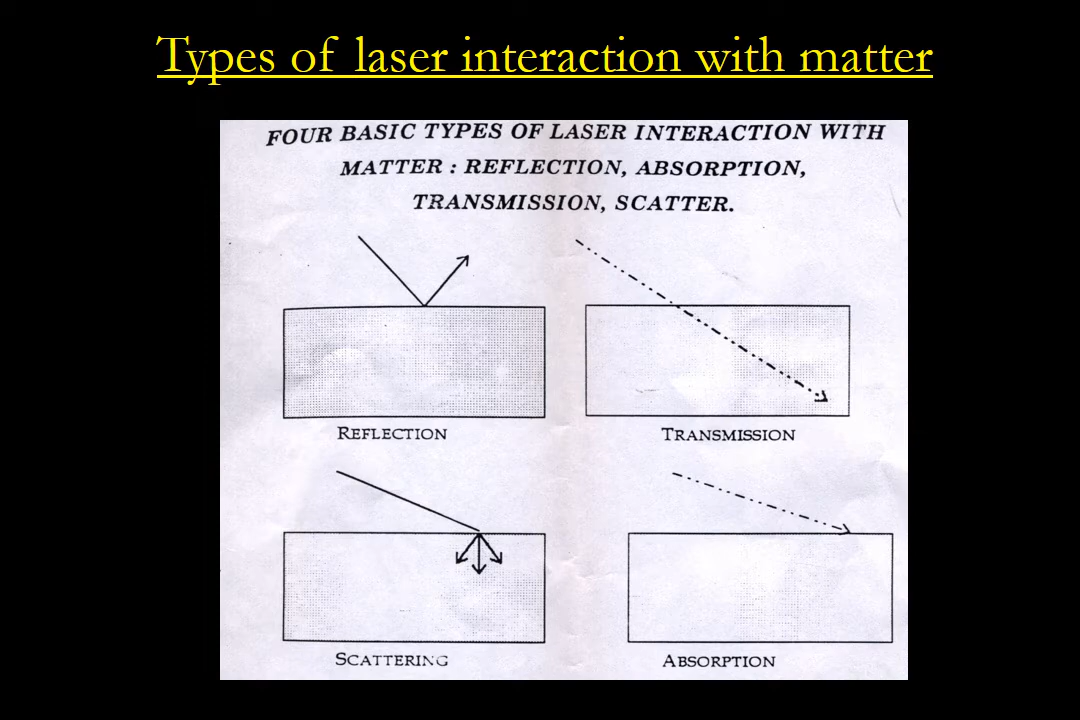 Types of laser interaction with matter
FOUR BASIC TYPES OF LASER INTERACTION WITH
MATTER : REFLECTION, ABSORPTION,
TRANSMISSION, SCATTER.
REFLECTION
TRANSMISSION
SCATTERING
ABSORPTION